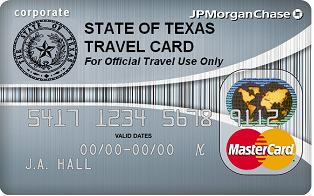 corporate
JPMorganChase
STATE OF TEXAS
TRAVEL CARD
For Official Travel Use Only
5417 1234 5678 9112
VALID DATES
00/00-00/00
J.A. HALL
MasterCard